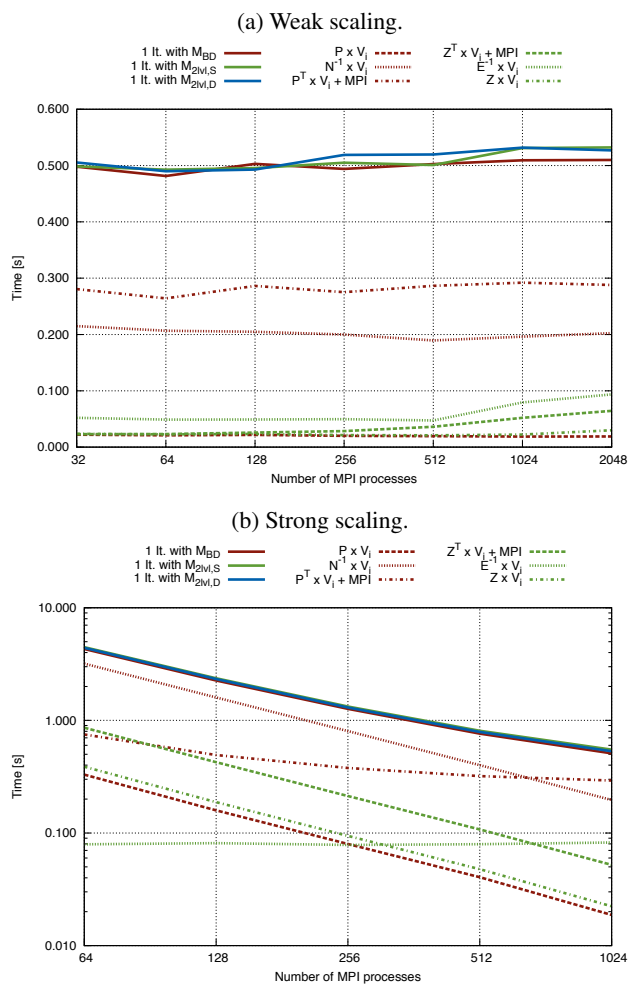 (a) Weak scaling.
1 It. with M_BD
1 It. with M_2lvl,S
1 It. with M_2lvl,D
P x V_i
N^-1 x V_i
P^T x V_i + MPI
Z^T x V_i + MPI
E^-1 x V_i
Z x V_i
0.600
0.500
0.400
0.300
0.200
0.100
0.000
Time [s]
32 64 128 256 512 1024 2048
Number of MPI processes
(b) Strong scaling.
1 It. with M_BD
1 It. with M_2lvl,S
1 It. with M_2lvl,D
P x V_i
N^-1 x V_i
P^T x V_i + MPI
Z^T x V_i + MPI
E^-1 x V_i
Z x V_i
10.000
1.000
0.100
0.010
Time [s]
64 128 256 512 1024
Number of MPI processes